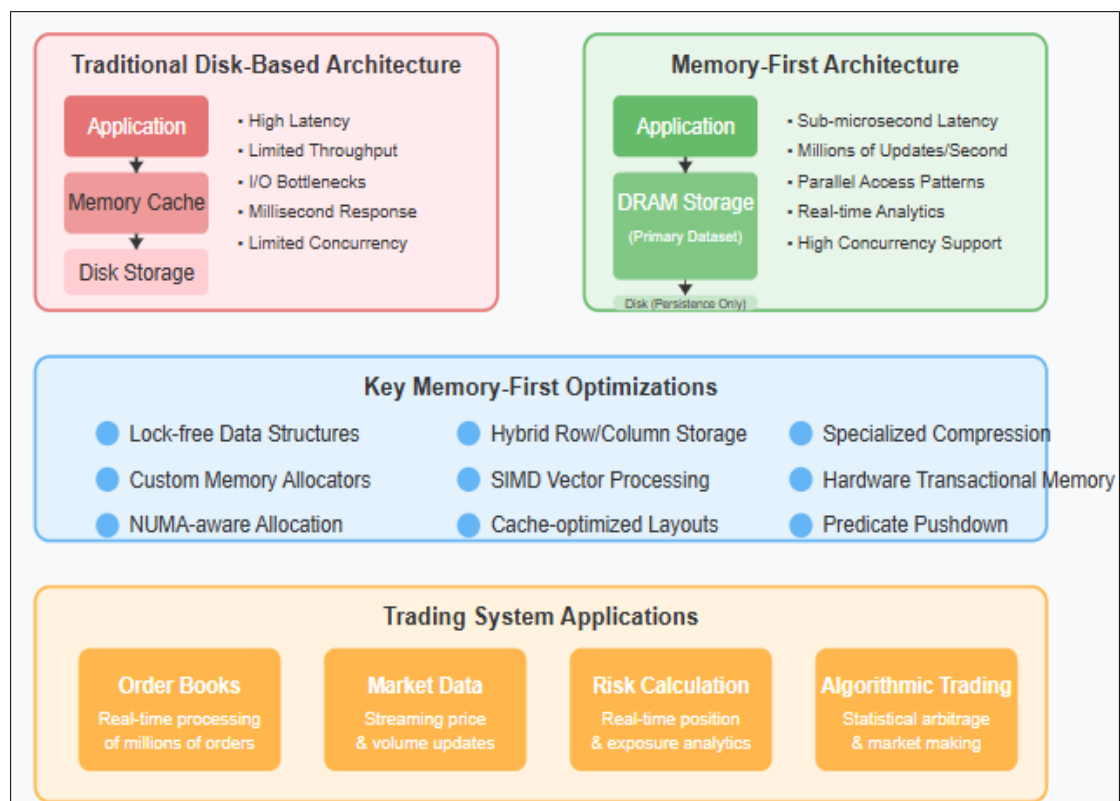 Traditional Disk-Based Architecture
Application
Memory Cache
Disk Storage
• High Latency
• Limited Throughput
• I/O Bottlenecks
• Millisecond Response
• Limited Concurrency
Memory-First Architecture
Application
DRAM Storage
(Primary Dataset)
Disk (Persistence Only)
• Sub-microsecond Latency
• Millions of Updates/Second
• Parallel Access Patterns
• Real-time Analytics
• High Concurrency Support
Key Memory-First Optimizations
Lock-free Data Structures
Custom Memory Allocators
NUMA-aware Allocation
Hybrid Row/Column Storage
SIMD Vector Processing
Cache-optimized Layouts
Specialized Compression
Hardware Transactional Memory
Predicate Pushdown
Trading System Applications
Order Books
Real-time processing
of millions of orders
Market Data
Streaming price
& volume updates
Risk Calculation
Real-time position
& exposure analytics
Algorithmic Trading
Statistical arbitrage
& market making